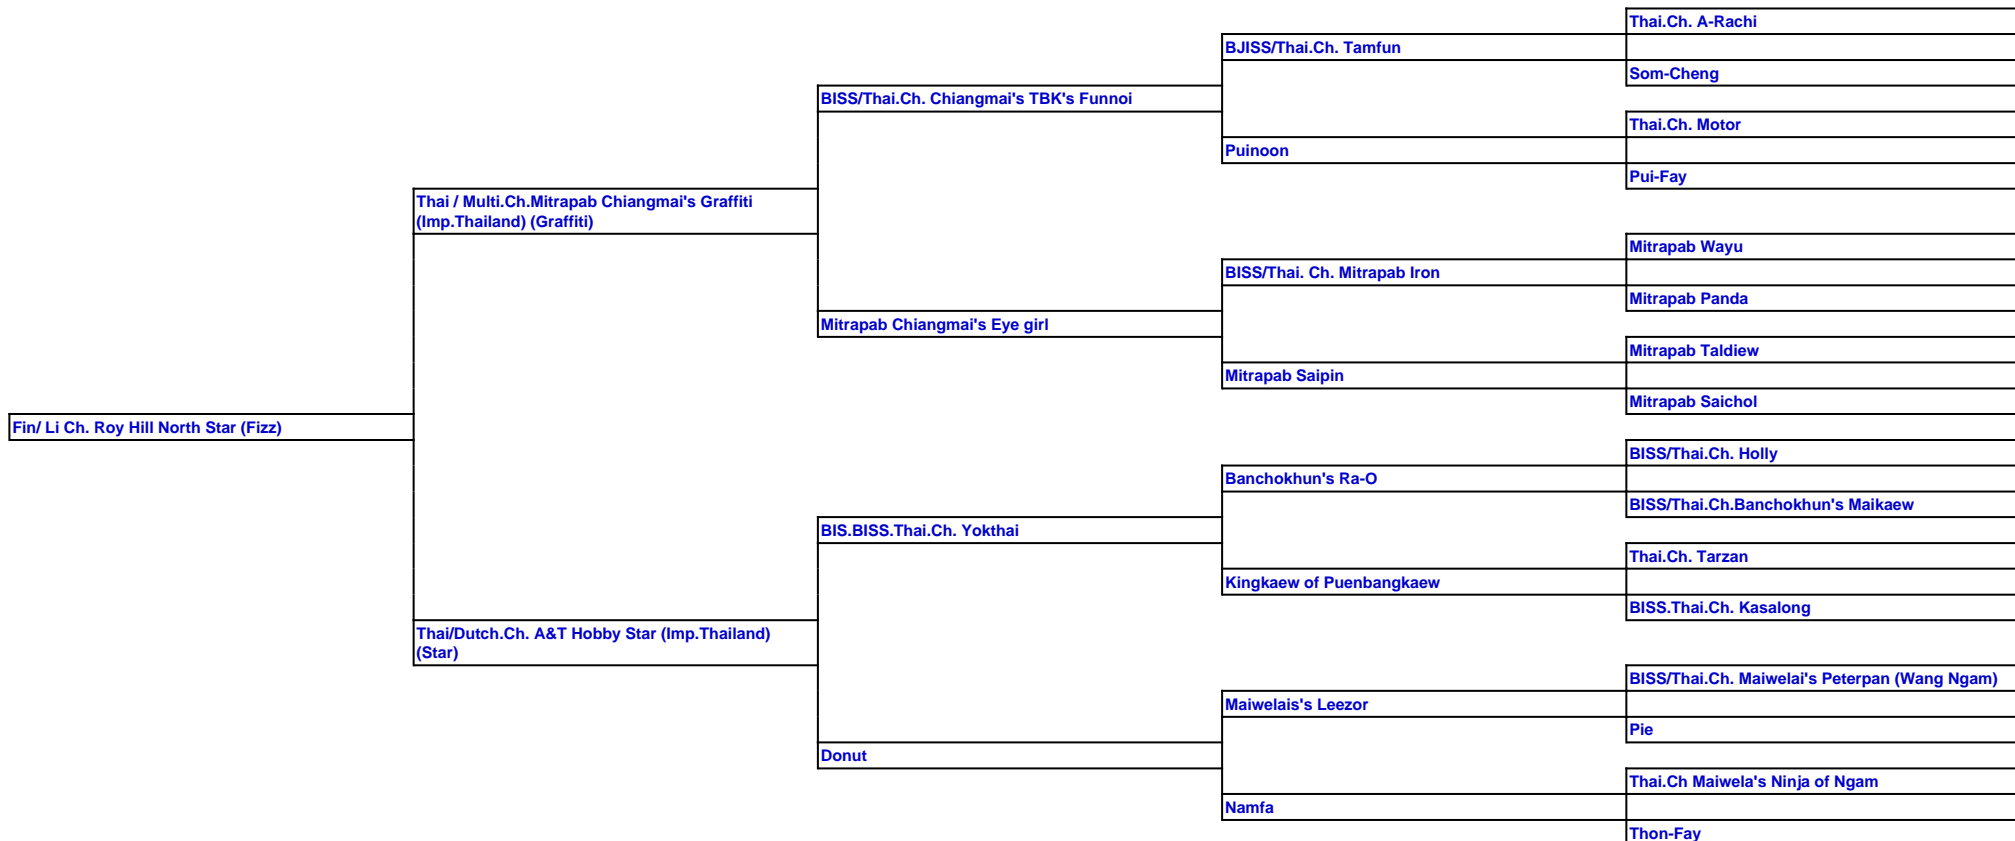 Thai.Ch. A-Rachi
BJISS/Thai.Ch. Tamfun
Som-Cheng
BISS/Thai.Ch. Chiangmai's TBK's Funnoi
Thai.Ch. Motor
Puinoon
Pui-Fay
Thai / Multi.Ch.Mitrapab Chiangmai's Graffiti
(Imp.Thailand) (Graffiti)
Mitrapab Wayu
BISS/Thai. Ch. Mitrapab Iron
Mitrapab Panda
Mitrapab Chiangmai's Eye girl
Mitrapab Taldiew
Mitrapab Saipin
Mitrapab Saichol
Fin/ Li Ch. Roy Hill North Star (Fizz)
BISS/Thai.Ch. Holly
Banchokhun's Ra-O
BISS/Thai.Ch.Banchokhun's Maikaew
BIS.BISS.Thai.Ch. Yokthai
Thai.Ch. Tarzan
Kingkaew of Puenbangkaew
BISS.Thai.Ch. Kasalong
Thai/Dutch.Ch. A&T Hobby Star (Imp.Thailand)
(Star)
BISS/Thai.Ch. Maiwelai's Peterpan (Wang Ngam)
Maiwelais's Leezor
Pie
Donut
Thai.Ch Maiwela's Ninja of Ngam
Namfa
Thon-Fay